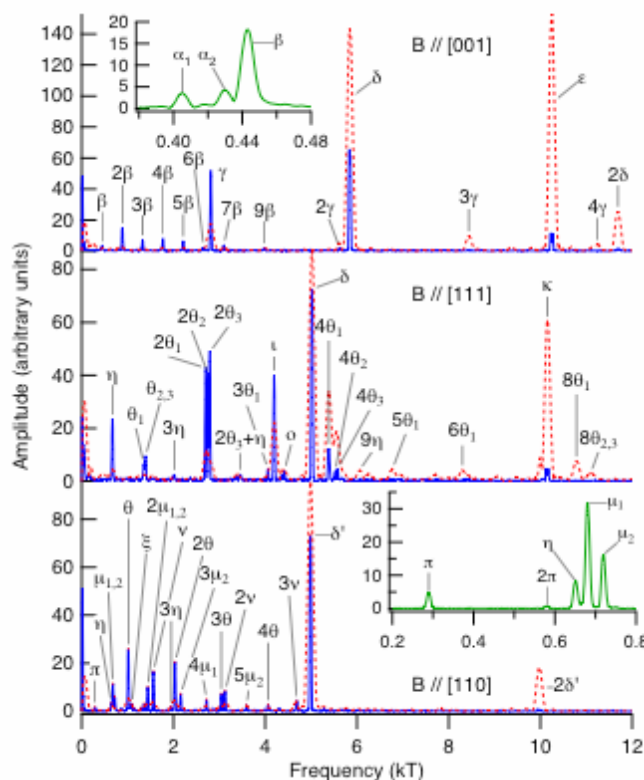 Amplitude (arbitrary units)
140
120
100
80
60
40
20
0
B // [001]
20
15
10
5
0
0.40
0.44
0.48
α1
α2
β
β
2β
3β
4β
5β
6β
γ
7β
9β
2γ
δ
3γ
ε
4γ
2δ
80
60
40
20
0
B // [111]
η
θ1
θ2,3
3η
2θ1
2θ2
2θ3
2θ3+η
3θ1
ι
ο
δ
4θ1
4θ2
4θ3
9η
5θ1
6θ1
κ
8θ1
8θ2,3
80
60
40
20
0
B // [110]
π
η
μ1,2
θ
ξ
2μ1,2
ν
3η
2θ
3μ2
4μ1
3θ
2ν
5μ2
4θ
3ν
δ'
2δ'
30
20
10
0
0.2
0.4
0.6
0.8
π
2π
η
μ1
μ2
0
2
4
6
8
10
12
Frequency (kT)